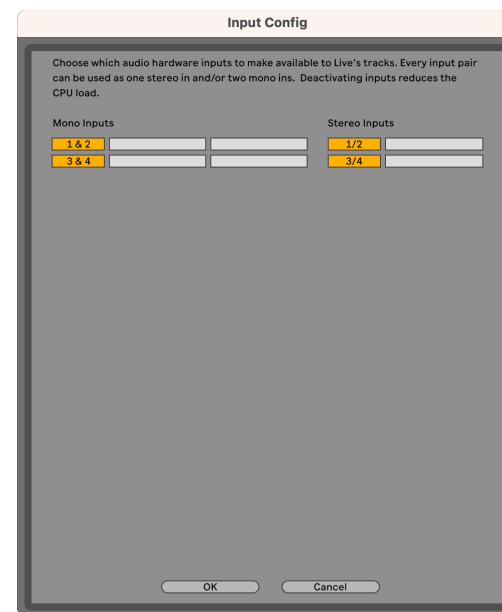 Input Config
Choose which audio hardware inputs to make available to Live's tracks. Every input pair
can be used as one stereo in and/or two mono ins.  Deactivating inputs reduces the
CPU load.
Mono Inputs
Stereo Inputs
1 & 2
1/2
3 & 4
3/4
OK
Cancel